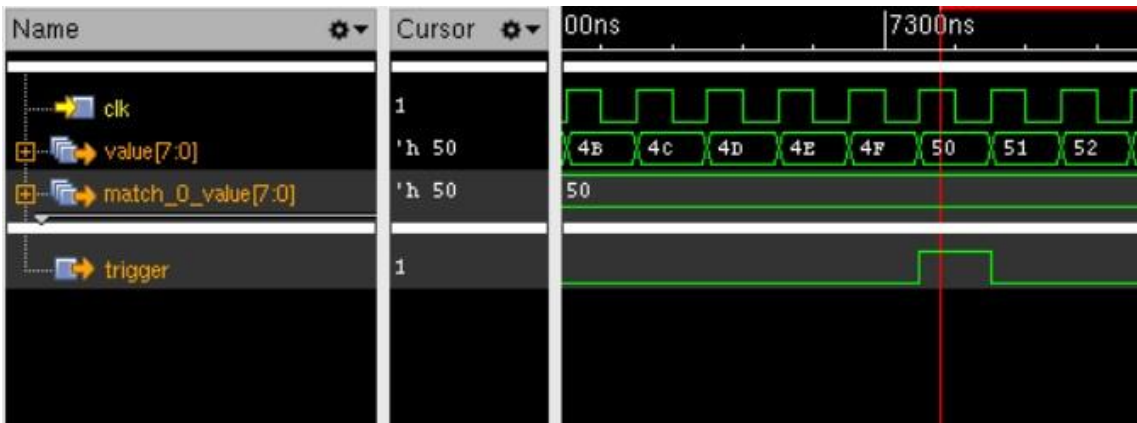 Name Cursor 00ns 7300ns
clk 1
value[7:0] 'h 50 4B 4C 4D 4E 4F 50 51 52
match_0_value[7:0] 'h 50 50
trigger 1